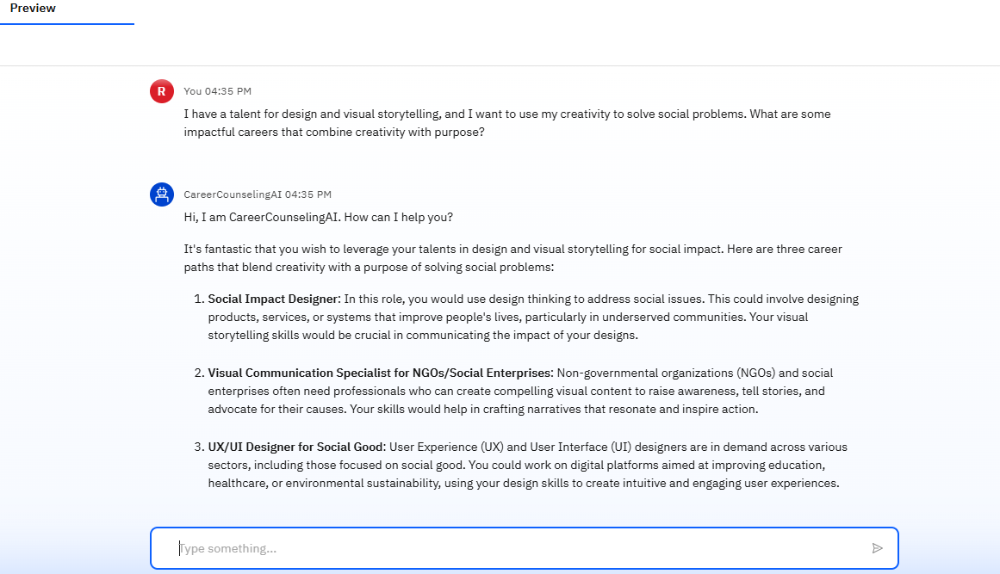 Preview
R
You 04:35 PM
I have a talent for design and visual storytelling, and I want to use my creativity to solve social problems. What are some
impactful careers that combine creativity with purpose?
CareerCounselingAI 04:35 PM
Hi, I am CareerCounselingAI. How can I help you?
It's fantastic that you wish to leverage your talents in design and visual storytelling for social impact. Here are three career
paths that blend creativity with a purpose of solving social problems:
1. Social Impact Designer: In this role, you would use design thinking to address social issues. This could involve designing
products, services, or systems that improve people's lives, particularly in underserved communities. Your visual
storytelling skills would be crucial in communicating the impact of your designs.
2. Visual Communication Specialist for NGOs/Social Enterprises: Non-governmental organizations (NGOs) and social
enterprises often need professionals who can create compelling visual content to raise awareness, tell stories, and
advocate for their causes. Your skills would help in crafting narratives that resonate and inspire action.
3. UX/UI Designer for Social Good: User Experience (UX) and User Interface (UI) designers are in demand across various
sectors, including those focused on social good. You could work on digital platforms aimed at improving education,
healthcare, or environmental sustainability, using your design skills to create intuitive and engaging user experiences.
Type something...